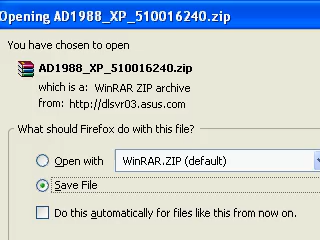 Opening AD1988_XP_510016240.zip
You have chosen to open
AD1988_XP_510016240.zip
which is a: WinRAR ZIP archive
from: http://dlsvr03.asus.com
What should Firefox do with this file?
Open with WinRAR.ZIP (default)
Save File
Do this automatically for files like this from now on.